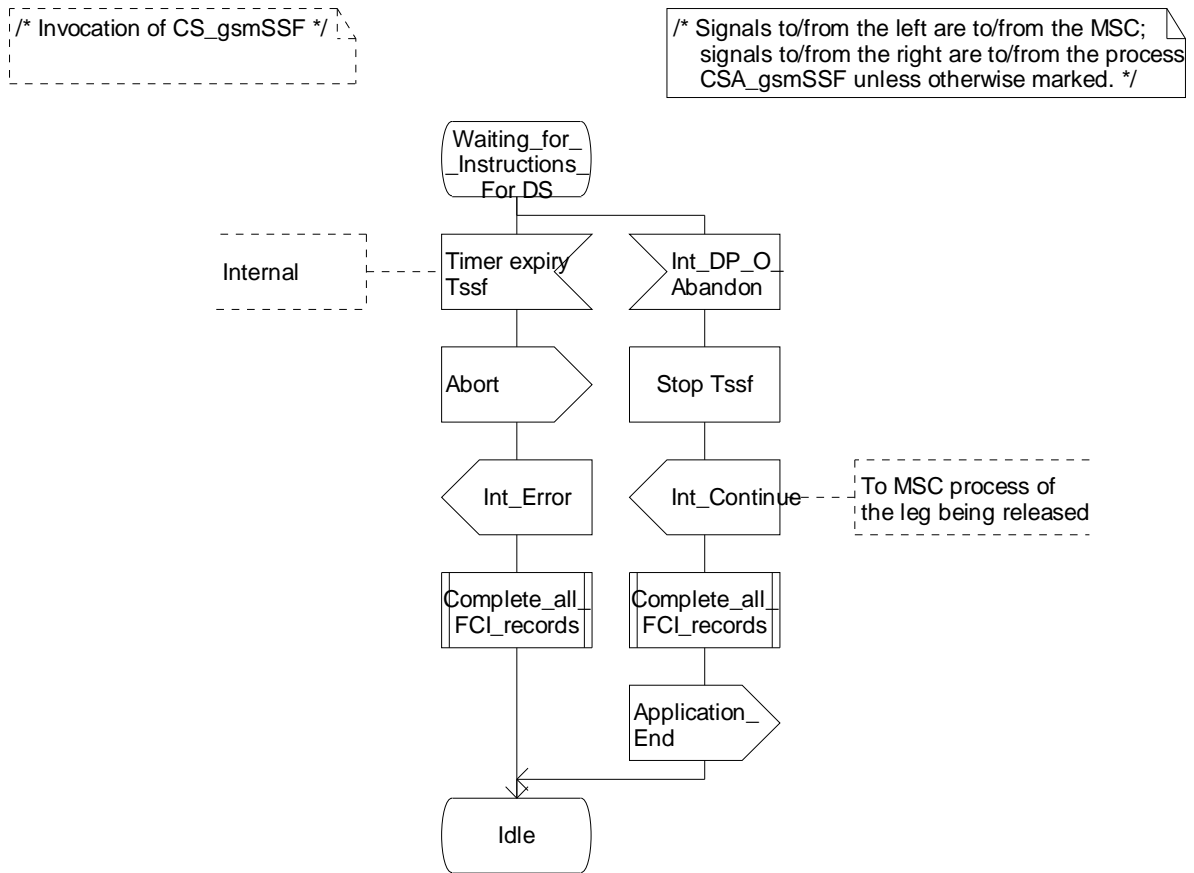 /* Invocation of CS_gsmSSF */
/* Signals to/from the left are to/from the MSC;
signals to/from the right are to/from the process
CSA_gsmSSF unless otherwise marked. */
Waiting_for_
_Instructions_
For DS
Internal
Timer expiry
Tssf
Int_DP_O_
Abandon
Abort
Stop Tssf
Int_Error
Int_Continue
To MSC process of
the leg being released
Complete_all_
FCI_records
Complete_all_
FCI_records
Application_
End
Idle